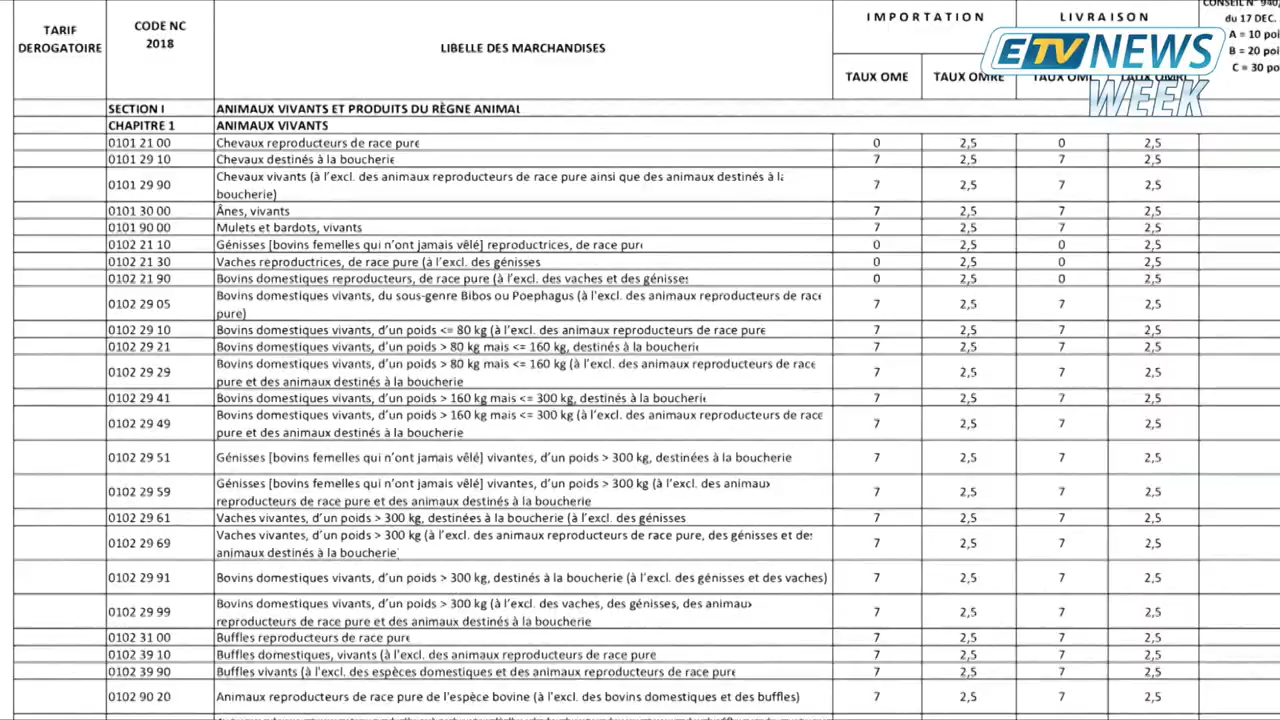 TARIF
DEROGATOIRE
CODE NC
2018
LIBELLE DES MARCHANDISES
IMPORTATION
LIVRAISON
CONSEIL N° 940
du 17 DEC.
A = 10 poi
B = 20 poi
C = 30 po
TAUX OME TAUX OMRE TAUX OME TAUX OMRE
ETV NEWS
WEEK
SECTION I ANIMAUX VIVANTS ET PRODUITS DU RÈGNE ANIMAL
CHAPITRE 1 ANIMAUX VIVANTS
0101 21 00 Chevaux reproducteurs de race pure 0 2,5 0 2,5
0101 29 10 Chevaux destinés à la boucherie 7 2,5 7 2,5
0101 29 90 Chevaux vivants (à l'excl. des animaux reproducteurs de race pure ainsi que des animaux destinés à la
boucherie) 7 2,5 7 2,5
0101 30 00 Ânes, vivants 7 2,5 7 2,5
0101 90 00 Mulets et bardots, vivants 7 2,5 7 2,5
0102 21 10 Génisses [bovins femelles qui n'ont jamais vêlé] reproductrices, de race pure 0 2,5 0 2,5
0102 21 30 Vaches reproductrices, de race pure (à l'excl. des génisses 0 2,5 0 2,5
0102 21 90 Bovins domestiques reproducteurs, de race pure (à l'excl. des vaches et des génisses 0 2,5 0 2,5
0102 29 05 Bovins domestiques vivants, du sous-genre Bibos ou Poephagus (à l'excl. des animaux reproducteurs de race
pure) 7 2,5 7 2,5
0102 29 10 Bovins domestiques vivants, d'un poids <= 80 kg (à l'excl. des animaux reproducteurs de race pure 7 2,5 7 2,5
0102 29 21 Bovins domestiques vivants, d'un poids > 80 kg mais <= 160 kg, destinés à la boucherie 7 2,5 7 2,5
0102 29 29 Bovins domestiques vivants, d'un poids > 80 kg mais <= 160 kg (à l'excl. des animaux reproducteurs de race
pure et des animaux destinés à la boucherie 7 2,5 7 2,5
0102 29 41 Bovins domestiques vivants, d'un poids > 160 kg mais <= 300 kg, destinés à la boucherie 7 2,5 7 2,5
0102 29 49 Bovins domestiques vivants, d'un poids > 160 kg mais <= 300 kg (à l'excl. des animaux reproducteurs de race
pure et des animaux destinés à la boucherie 7 2,5 7 2,5
0102 29 51 Génisses [bovins femelles qui n'ont jamais vêlé] vivantes, d'un poids > 300 kg, destinées à la boucherie 7 2,5 7 2,5
0102 29 59 Génisses [bovins femelles qui n'ont jamais vêlé] vivantes, d'un poids > 300 kg (à l'excl. des animaux
reproducteurs de race pure et des animaux destinés à la boucherie 7 2,5 7 2,5
0102 29 61 Vaches vivantes, d'un poids > 300 kg, destinées à la boucherie (à l'excl. des génisses 7 2,5 7 2,5
0102 29 69 Vaches vivantes, d'un poids > 300 kg (à l'excl. des animaux reproducteurs de race pure, des génisses et des
animaux destinés à la boucherie) 7 2,5 7 2,5
0102 29 91 Bovins domestiques vivants, d'un poids > 300 kg, destinés à la boucherie (à l'excl. des génisses et des vaches) 7 2,5 7 2,5
0102 29 99 Bovins domestiques vivants, d'un poids > 300 kg (à l'excl. des vaches, des génisses, des animaux
reproducteurs de race pure et des animaux destinés à la boucherie 7 2,5 7 2,5
0102 31 00 Buffles reproducteurs de race pure 7 2,5 7 2,5
0102 39 10 Buffles domestiques, vivants (à l'excl. des animaux reproducteurs de race pure 7 2,5 7 2,5
0102 39 90 Buffles vivants (à l'excl. des espèces domestiques et des animaux reproducteurs de race pure 7 2,5 7 2,5
0102 90 20 Animaux reproducteurs de race pure de l'espèce bovine (à l'excl. des bovins domestiques et des buffles) 7 2,5 7 2,5